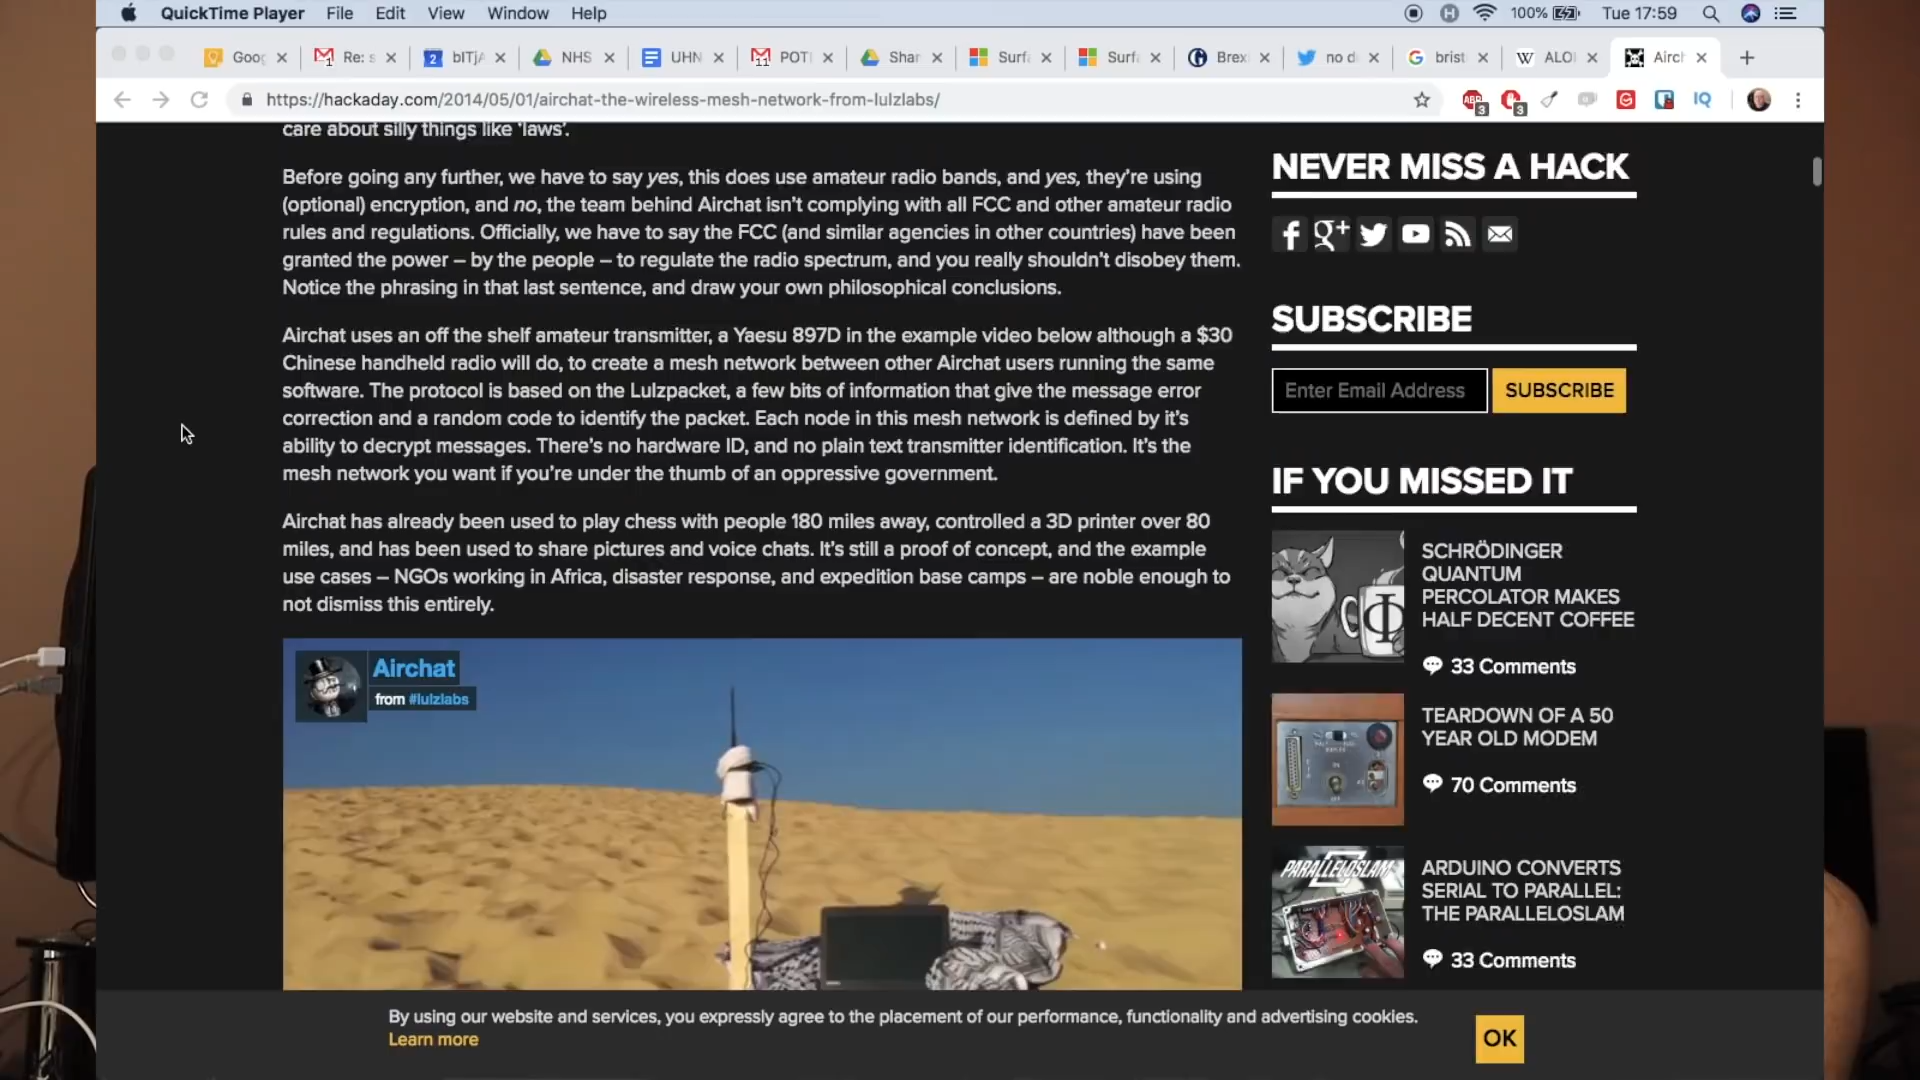 QuickTime Player File Edit View Window Help 100% Tue 17:59
Goog
1 Re: s
2 bITjA
NHS
UHN
11 POTI
Shar
Surfa
Surfa
Brexi
no d
brist
W ALOI
Airch
https://hackaday.com/2014/05/01/airchat-the-wireless-mesh-network-from-lulzlabs/
ABP 3 3 IQ
care about silly things like 'laws'.
Before going any further, we have to say yes, this does use amateur radio bands, and yes, they're using
(optional) encryption, and no, the team behind Airchat isn't complying with all FCC and other amateur radio
rules and regulations. Officially, we have to say the FCC (and similar agencies in other countries) have been
granted the power – by the people – to regulate the radio spectrum, and you really shouldn't disobey them.
Notice the phrasing in that last sentence, and draw your own philosophical conclusions.
Airchat uses an off the shelf amateur transmitter, a Yaesu 897D in the example video below although a $30
Chinese handheld radio will do, to create a mesh network between other Airchat users running the same
software. The protocol is based on the Lulzpacket, a few bits of information that give the message error
correction and a random code to identify the packet. Each node in this mesh network is defined by it's
ability to decrypt messages. There's no hardware ID, and no plain text transmitter identification. It's the
mesh network you want if you're under the thumb of an oppressive government.
Airchat has already been used to play chess with people 180 miles away, controlled a 3D printer over 80
miles, and has been used to share pictures and voice chats. It's still a proof of concept, and the example
use cases – NGOs working in Africa, disaster response, and expedition base camps – are noble enough to
not dismiss this entirely.
Airchat
from #lulzlabs
NEVER MISS A HACK
SUBSCRIBE
Enter Email Address SUBSCRIBE
IF YOU MISSED IT
SCHRÖDINGER
QUANTUM
PERCOLATOR MAKES
HALF DECENT COFFEE
33 Comments
TEARDOWN OF A 50
YEAR OLD MODEM
70 Comments
PARALLELOSLAM
ARDUINO CONVERTS
SERIAL TO PARALLEL:
THE PARALLELOSLAM
33 Comments
By using our website and services, you expressly agree to the placement of our performance, functionality and advertising cookies.
Learn more
OK